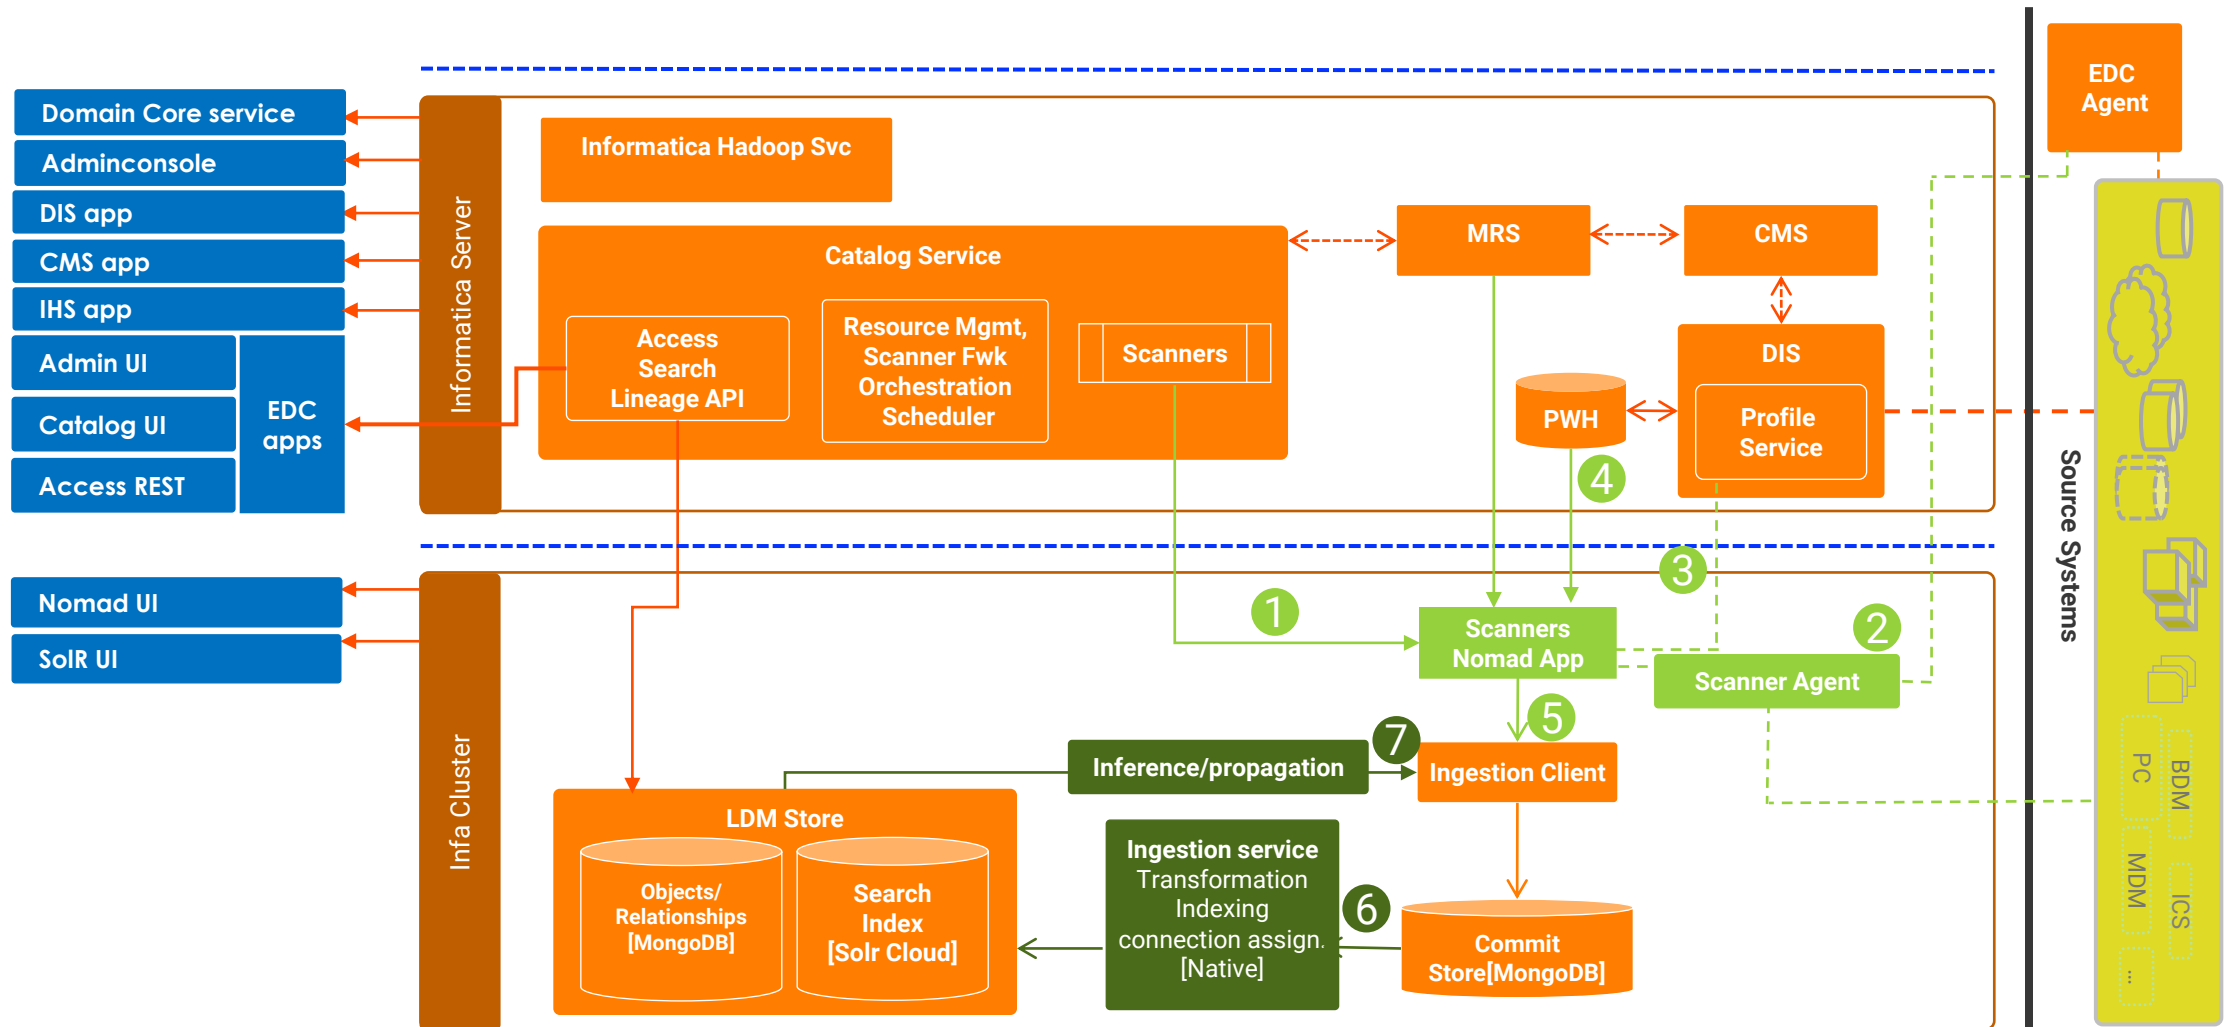 EDC
Agent
Domain Core service
Adminconsole
DIS app
CMS app
IHS app
Admin UI
Catalog UI
Access REST
EDC
apps
Informatica Server
Informatica Hadoop Svc
Catalog Service
Access
Search
Lineage API
Resource Mgmt,
Scanner Fwk
Orchestration
Scheduler
Scanners
MRS
CMS
DIS
Profile
Service
PWH
4
3
Source Systems
Nomad UI
SolR UI
Infa Cluster
1
Scanners
Nomad App
2
Scanner Agent
5
7
Inference/propagation
Ingestion Client
LDM Store
Objects/
Relationships
[MongoDB]
Search
Index
[Solr Cloud]
Ingestion service
Transformation
Indexing
connection assign.
[Native]
6
Commit
Store[MongoDB]
PC
BDM
MDM
ICS
...